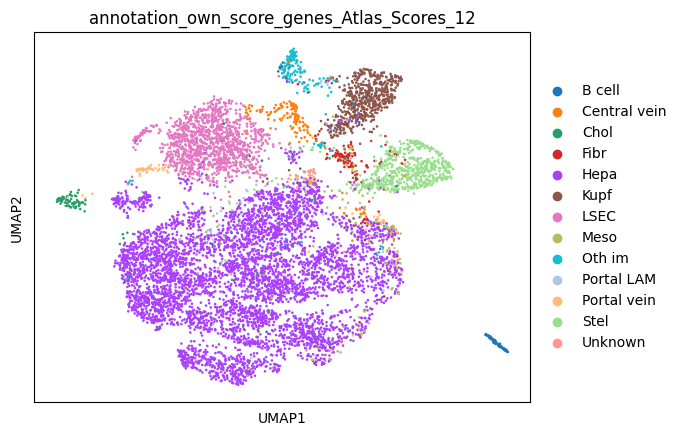 annotation_own_score_genes_Atlas_Scores_12
UMAP2
UMAP1
B cell
Central vein
Chol
Fibr
Hepa
Kupf
LSEC
Meso
Oth im
Portal LAM
Portal vein
Stel
Unknown